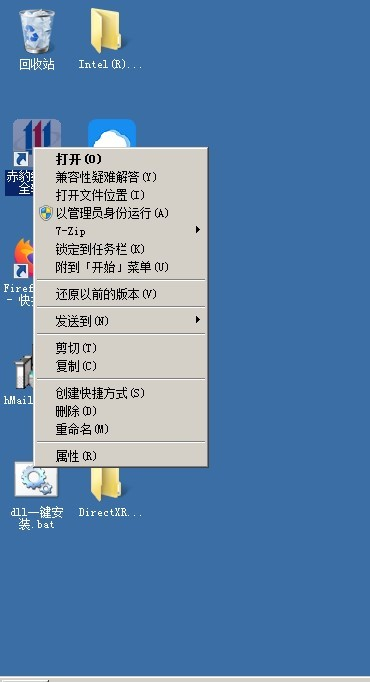 回收站
Intel(R)...
赤豹
全
打开(O)
兼容性疑难解答(Y)
打开文件位置(I)
以管理员身份运行(A)
7-Zip
锁定到任务栏(K)
附到「开始」菜单(U)
还原以前的版本(V)
发送到(N)
剪切(T)
复制(C)
创建快捷方式(S)
删除(D)
重命名(M)
属性(R)
Firef
- 快
hMail
dll一键安
装.bat
DirectXR...